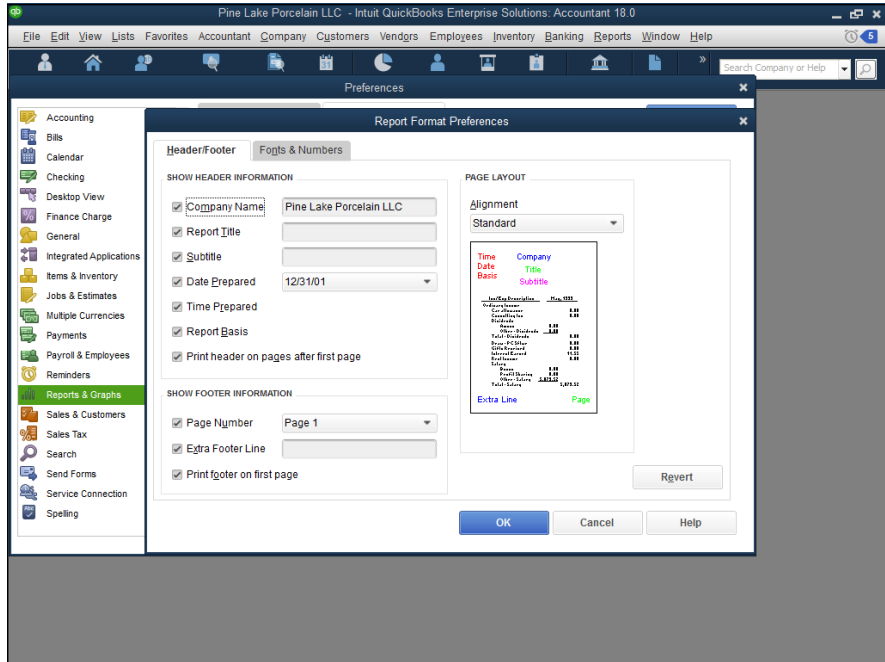 qb
Pine Lake Porcelain LLC - Intuit QuickBooks Enterprise Solutions: Accountant 18.0
File Edit View Lists Favorites Accountant Company Customers Vendors Employees Inventory Banking Reports Window Help
5
31
»
Search Company or Help
Preferences
Accounting
Bills
Calendar
Checking
Desktop View
Finance Charge
General
Integrated Applications
Items & Inventory
Jobs & Estimates
Multiple Currencies
Payments
Payroll & Employees
Reminders
Reports & Graphs
Sales & Customers
Sales Tax
Search
Send Forms
Service Connection
Spelling
Report Format Preferences
Header/Footer Fonts & Numbers
SHOW HEADER INFORMATION
Company Name Pine Lake Porcelain LLC
Report Title
Subtitle
Date Prepared 12/31/01
Time Prepared
Report Basis
Print header on pages after first page
SHOW FOOTER INFORMATION
Page Number Page 1
Extra Footer Line
Print footer on first page
PAGE LAYOUT
Alignment
Standard
Time Company
Date Title
Basis Subtitle
Extra Line Page
Revert
OK Cancel Help